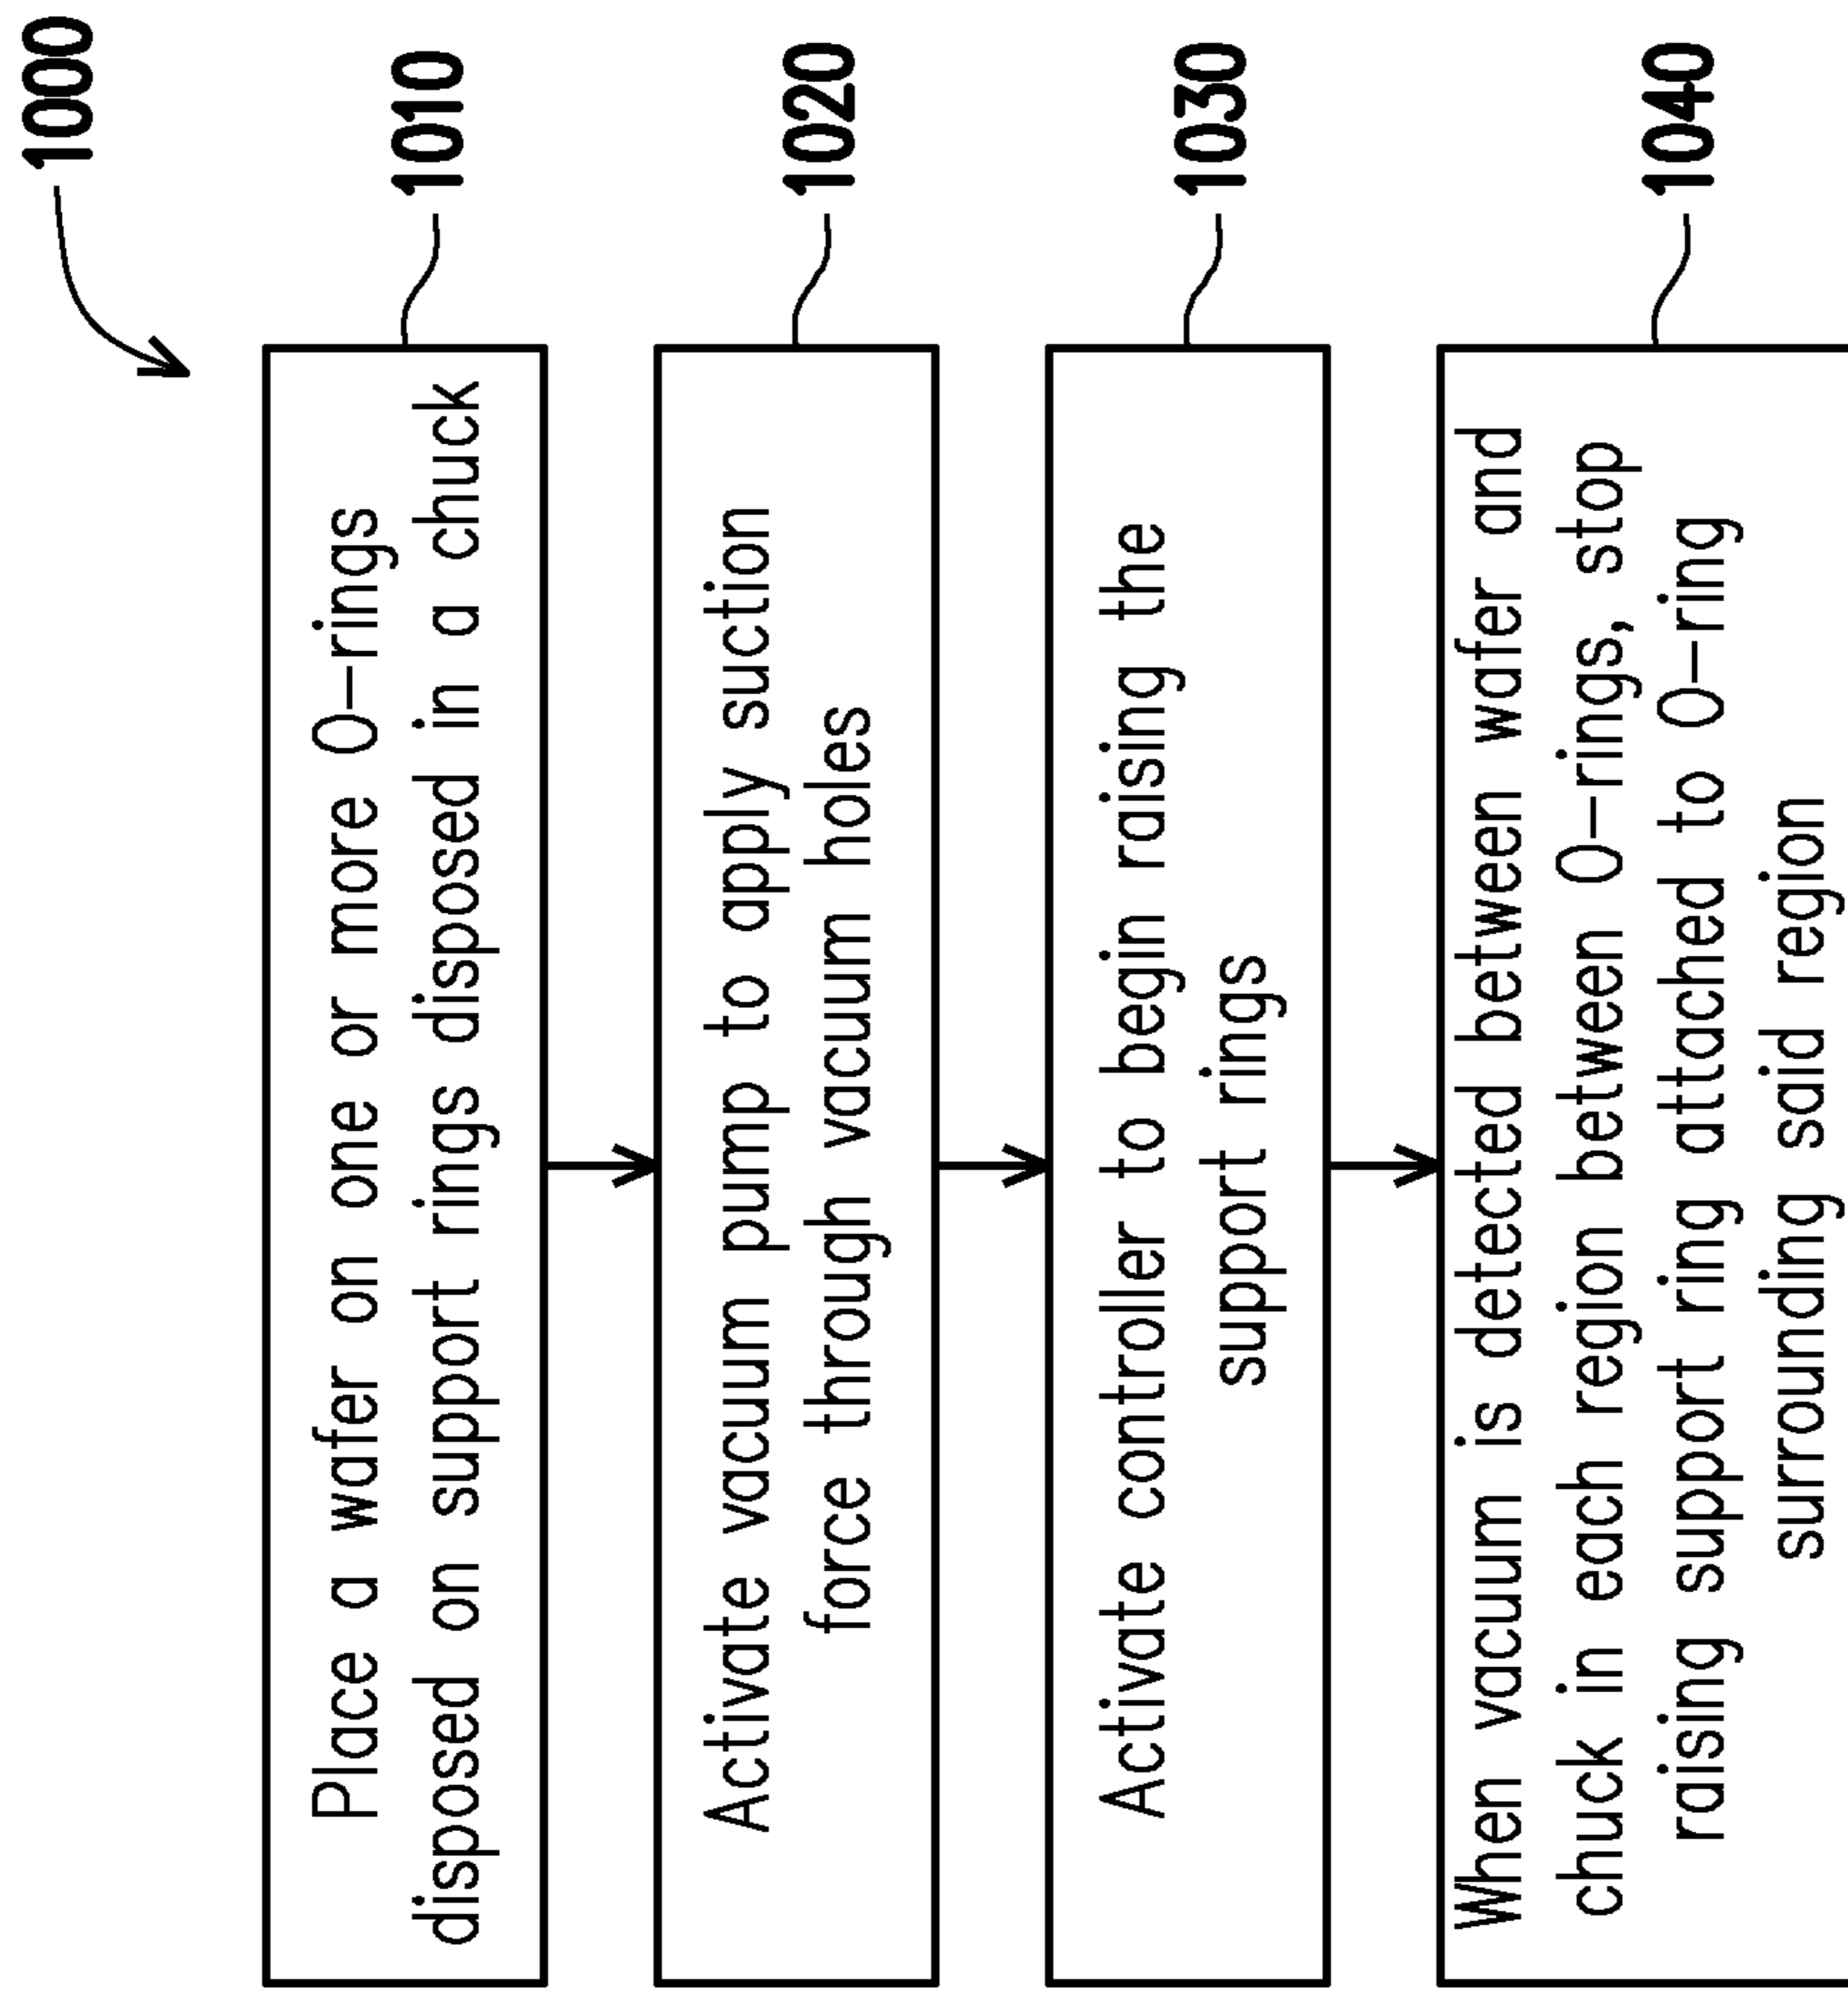 1000
Place a wafer on one or more O-rings
disposed on support rings disposed in a chuck
1010
Activate vacuum pump to apply suction
force through vacuum holes
1020
Activate controller to begin raising the
support rings
1030
When vacuum is detected between wafer and
chuck in each region between O-rings, stop
raising support ring attached to O-ring
surrounding said region
1040